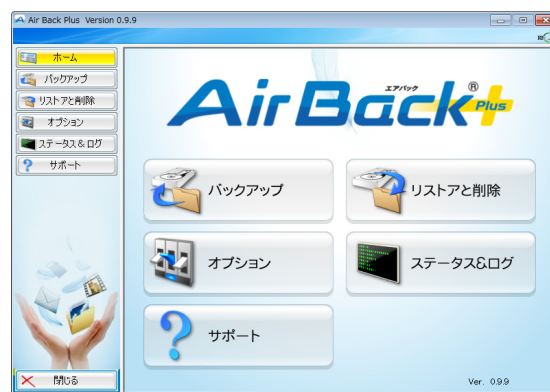 Air Back Plus Version 0.9.9
ホーム
バックアップ
リストアと削除
オプション
ステータス&ログ
サポート
閉じる
エアバック
Air Back Plus ®
バックアップ
リストアと削除
オプション
ステータス&ログ
サポート
Ver. 0.9.9